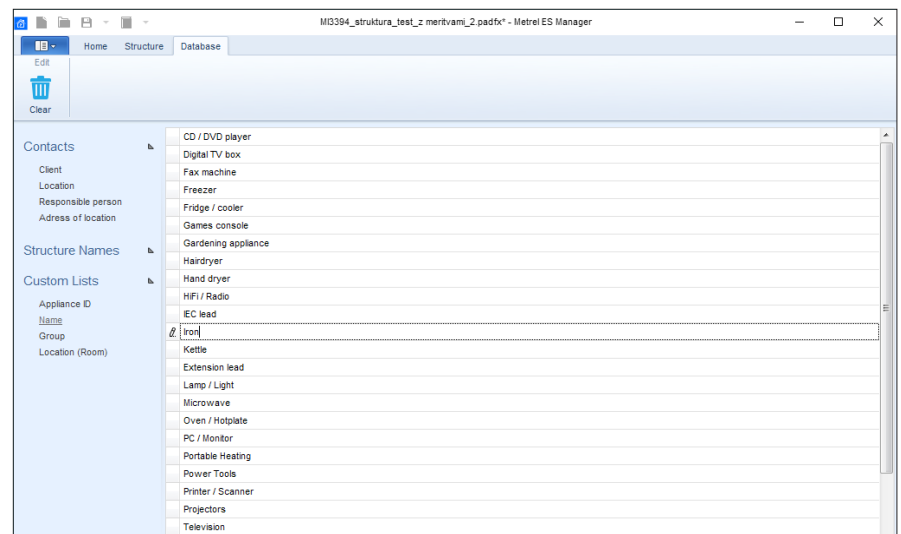 MI3394_struktura_test_z meritvami_2.padfx* - Metrel ES Manager
Home Structure Database
Edit
Clear
Contacts
Client
Location
Responsible person
Adress of location
Structure Names
Custom Lists
Appliance ID
Name
Group
Location (Room)
CD / DVD player
Digital TV box
Fax machine
Freezer
Fridge / cooler
Games console
Gardening appliance
Hairdryer
Hand dryer
HiFi / Radio
IEC lead
Iron
Kettle
Extension lead
Lamp / Light
Microwave
Oven / Hotplate
PC / Monitor
Portable Heating
Power Tools
Printer / Scanner
Projectors
Television